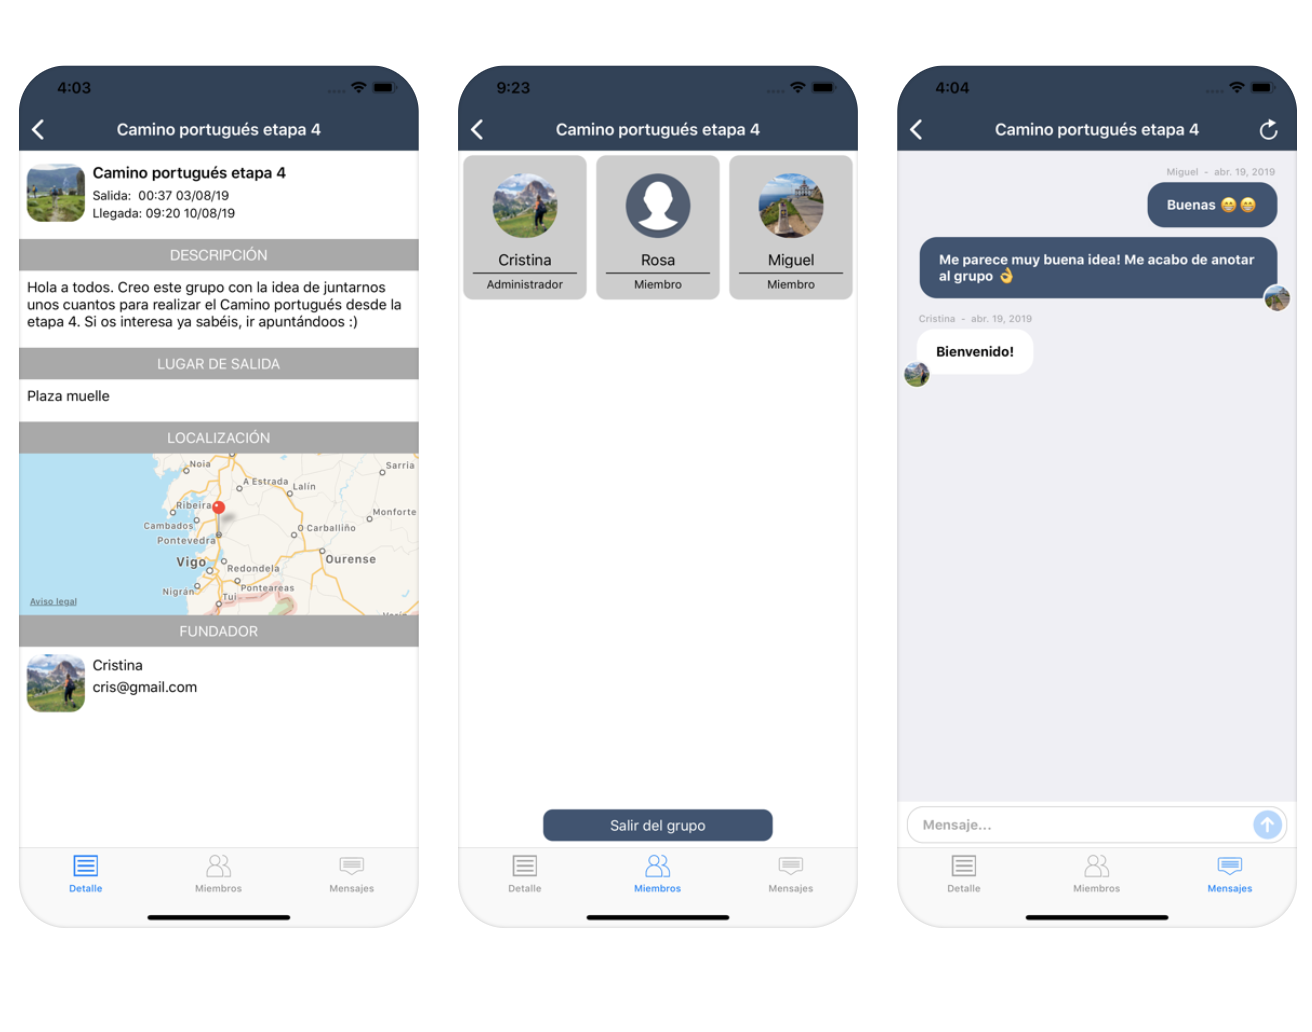 4:03
Camino portugués etapa 4
Camino portugués etapa 4
Salida: 00:37 03/08/19
Llegada: 09:20 10/08/19
DESCRIPCIÓN
Hola a todos. Creo este grupo con la idea de juntarnos
unos cuantos para realizar el Camino portugués desde la
etapa 4. Si os interesa ya sabéis, ir apuntándoos :)
LUGAR DE SALIDA
Plaza muelle
LOCALIZACIÓN
Noia
Sarria
A Estrada
Lalín
Ribeira
Monforte
Cambados
O Carballiño
Pontevedra
Vigo
Redondela
Ourense
Nigrán
Ponteareas
Tui
Aviso legal
FUNDADOR
Cristina
cris@gmail.com
Detalle
Miembros
Mensajes
9:23
Camino portugués etapa 4
Cristina
Administrador
Rosa
Miembro
Miguel
Miembro
Salir del grupo
Detalle
Miembros
Mensajes
4:04
Camino portugués etapa 4
Miguel - abr. 19, 2019
Buenas 😁😁
Me parece muy buena idea! Me acabo de anotar
al grupo 👌
Cristina - abr. 19, 2019
Bienvenido!
Mensaje...
Detalle
Miembros
Mensajes